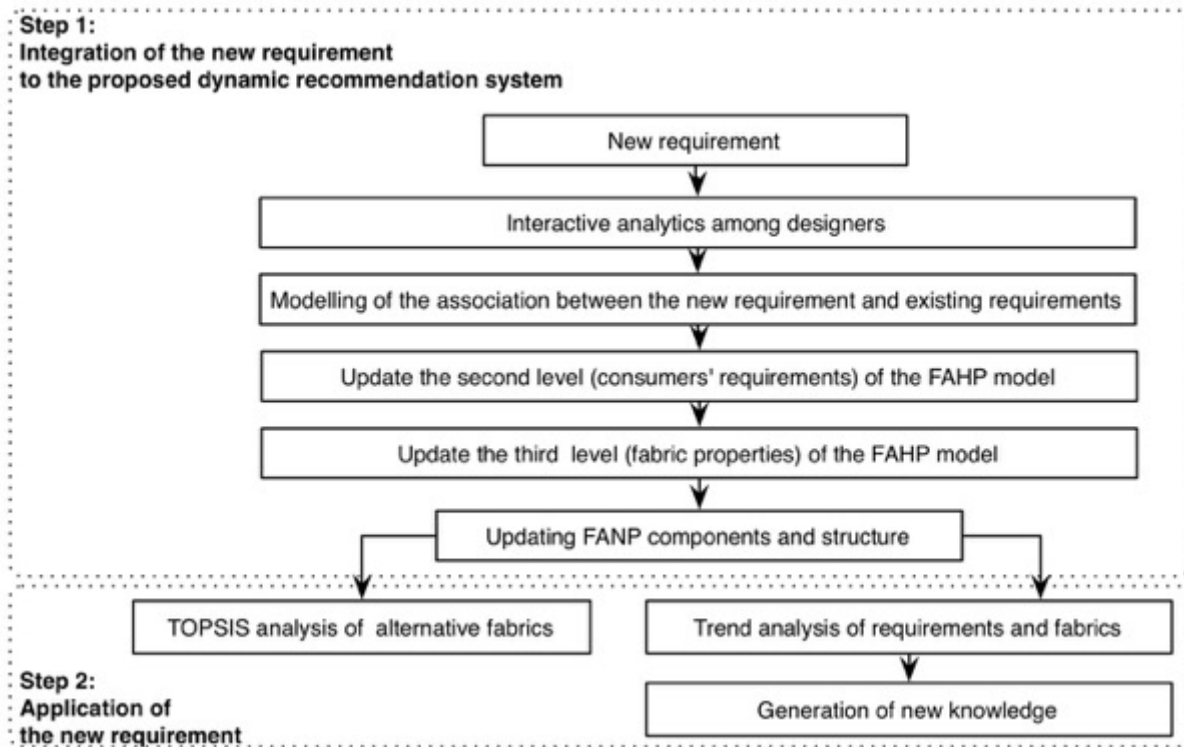 Step 1:
Integration of the new requirement
to the proposed dynamic recommendation system
New requirement
Interactive analytics among designers
Modelling of the association between the new requirement and existing requirements
Update the second level (consumers' requirements) of the FAHP model
Update the third level (fabric properties) of the FAHP model
Updating FANP components and structure
TOPSIS analysis of alternative fabrics
Trend analysis of requirements and fabrics
Generation of new knowledge
Step 2:
Application of
the new requirement